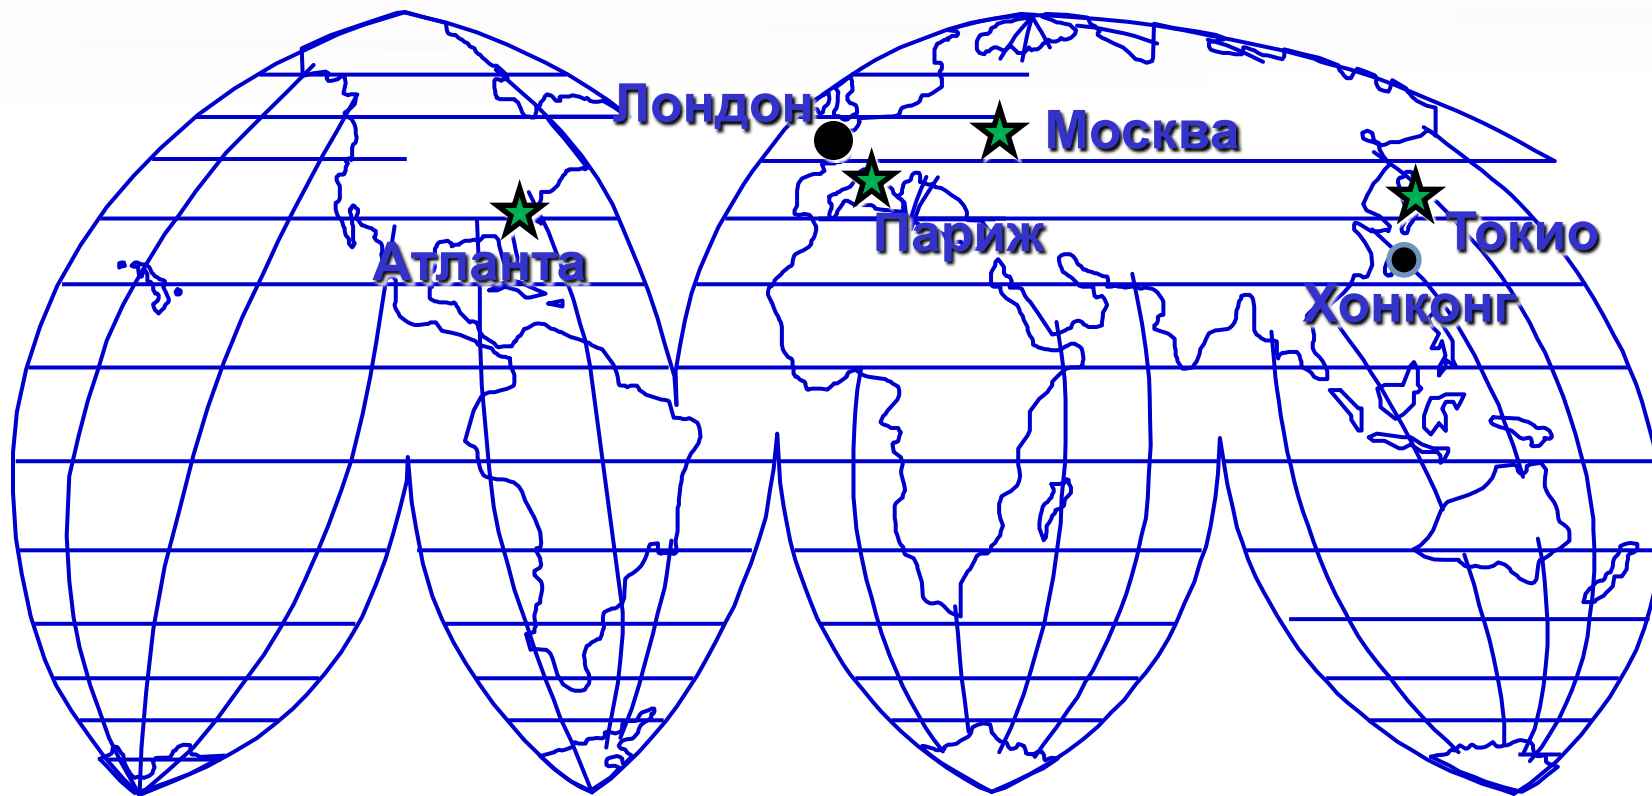 Лондон
Москва
Париж
Токио
Атланта
Хонконг